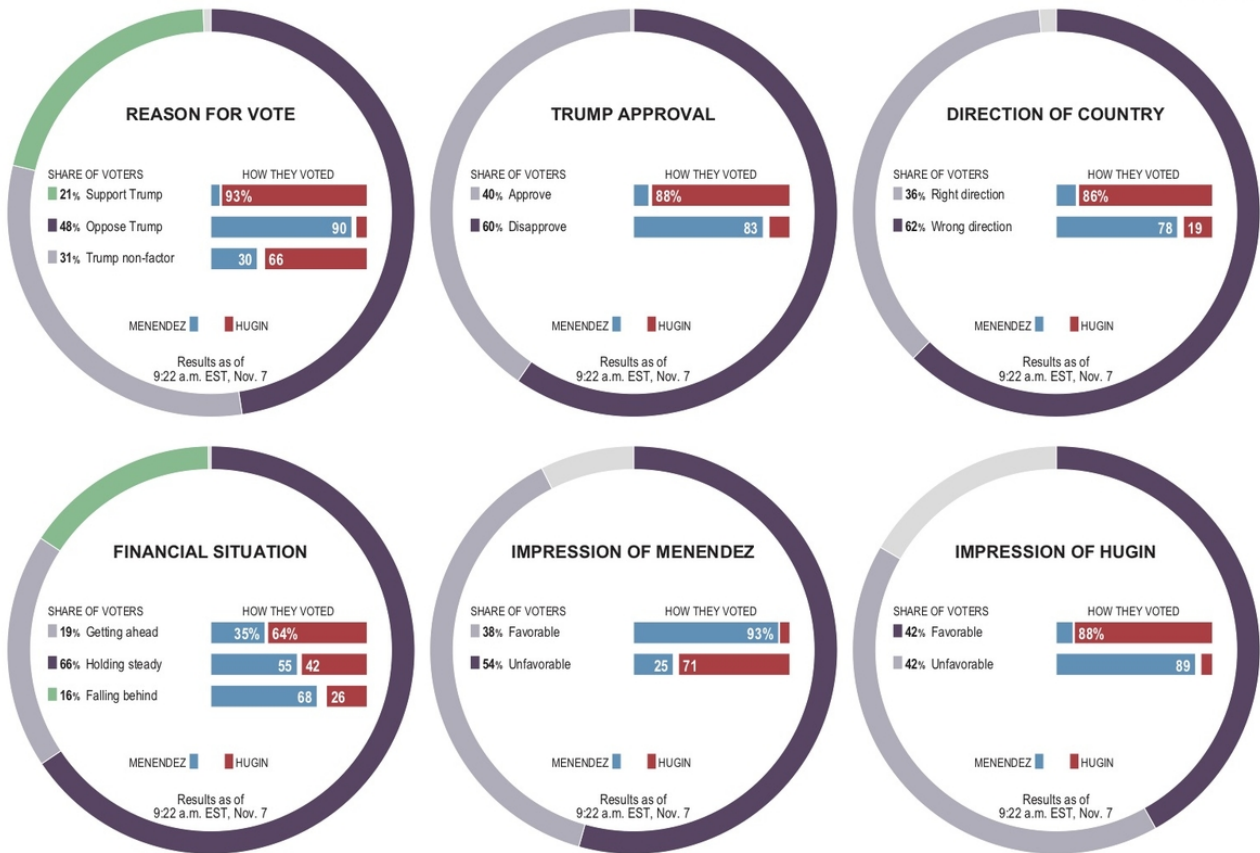 REASON FOR VOTE
SHARE OF VOTERS HOW THEY VOTED
21% Support Trump 93%
48% Oppose Trump 90
31% Trump non-factor 30 66
MENENDEZ HUGIN
Results as of
9:22 a.m. EST, Nov. 7
TRUMP APPROVAL
SHARE OF VOTERS HOW THEY VOTED
40% Approve 88%
60% Disapprove 83
MENENDEZ HUGIN
Results as of
9:22 a.m. EST, Nov. 7
DIRECTION OF COUNTRY
SHARE OF VOTERS HOW THEY VOTED
36% Right direction 86%
62% Wrong direction 78 19
MENENDEZ HUGIN
Results as of
9:22 a.m. EST, Nov. 7
FINANCIAL SITUATION
SHARE OF VOTERS HOW THEY VOTED
19% Getting ahead 35% 64%
66% Holding steady 55 42
16% Falling behind 68 26
MENENDEZ HUGIN
Results as of
9:22 a.m. EST, Nov. 7
IMPRESSION OF MENENDEZ
SHARE OF VOTERS HOW THEY VOTED
38% Favorable 93%
54% Unfavorable 25 71
MENENDEZ HUGIN
Results as of
9:22 a.m. EST, Nov. 7
IMPRESSION OF HUGIN
SHARE OF VOTERS HOW THEY VOTED
42% Favorable 88%
42% Unfavorable 89
MENENDEZ HUGIN
Results as of
9:22 a.m. EST, Nov. 7